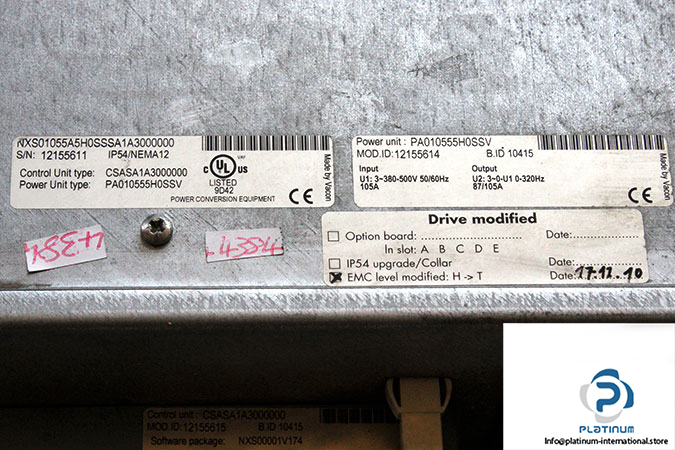 NXS01055A5H0SSSA1A3000000
S/N: 12155611 IP54/NEMA12
Control Unit type: CSASA1A3000000
Power Unit type: PA010555H0SSV
C UL US
LISTED
9D42
POWER CONVERSION EQUIPMENT
Made by Vacon
CE
Power unit : PA010555H0SSV
MOD.ID: 12155614 B.ID 10415
Input
U1: 3~380-500V 50/60Hz
105A
Output
U2: 3~0-U1 0-320Hz
87/105A
Made by Vacon
CE
Drive modified
Option board: Date:
In slot: A B C D E
IP54 upgrade/Collar Date:
EMC level modified: H -> T Date: 17.12.10
4384
Control unit: CSASA1A3000000
MOD.ID: 12155615 B.ID 10415
Software package: NXS00001V174
PLATINUM
Info@platinum-international.store